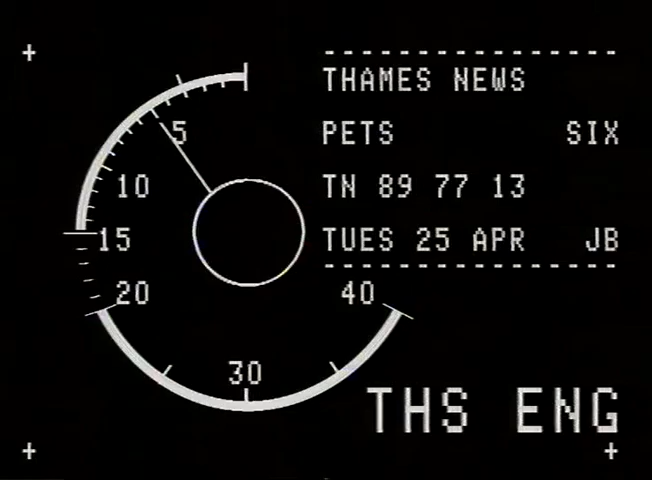 THAMES NEWS
PETS SIX
TN 89 77 13
TUES 25 APR JB
5
10
15
20
30
40
THS ENG